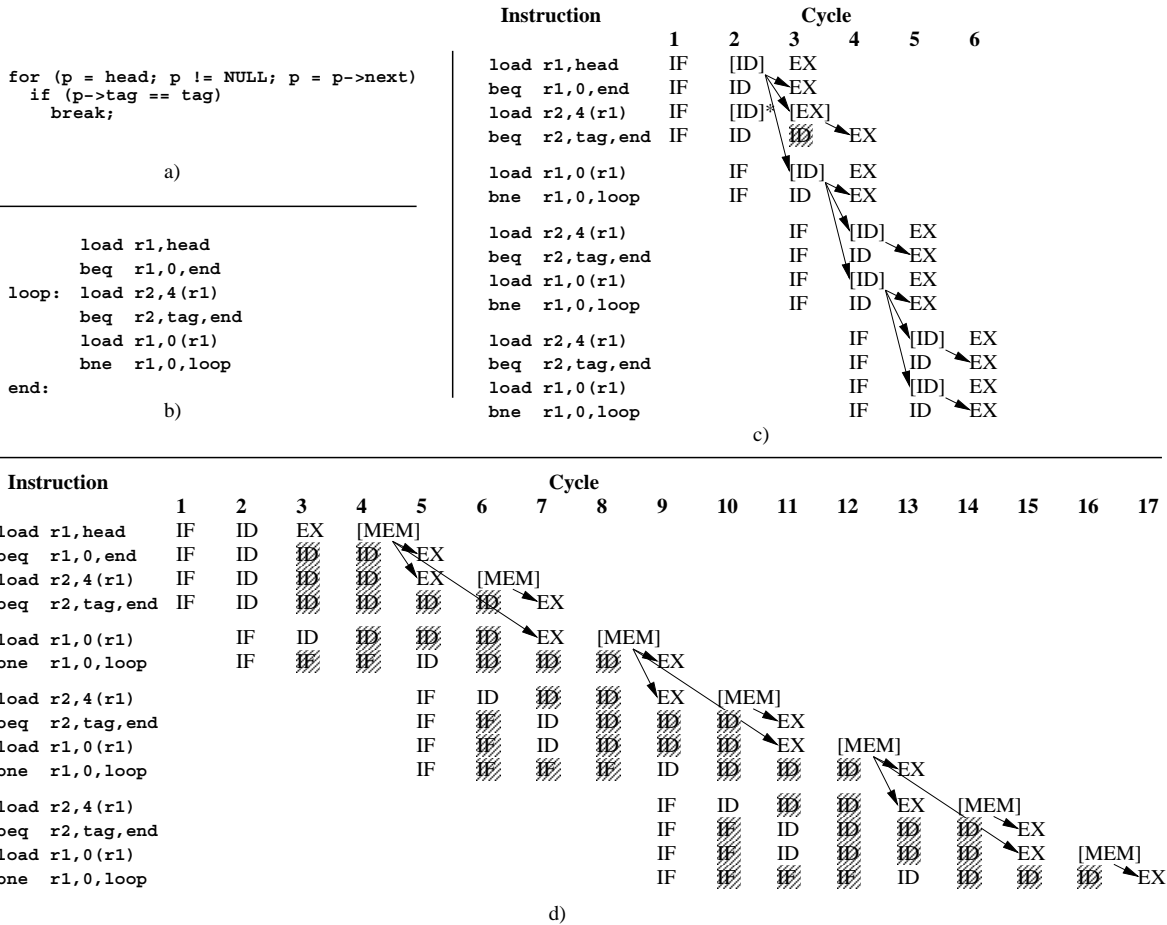 for (p = head; p != NULL; p = p->next)
if (p->tag == tag)
break;
a)
load r1,head
beq r1,0,end
loop: load r2,4(r1)
beq r2,tag,end
load r1,0(r1)
bne r1,0,loop
end:
b)
Instruction Cycle
1 2 3 4 5 6
load r1,head IF [ID] EX
beq r1,0,end IF ID EX
load r2,4(r1) IF [ID]* [EX]
beq r2,tag,end IF ID ID EX
load r1,0(r1) IF [ID] EX
bne r1,0,loop IF ID EX
load r2,4(r1) IF [ID] EX
beq r2,tag,end IF ID EX
load r1,0(r1) IF [ID] EX
bne r1,0,loop IF ID EX
load r2,4(r1) IF [ID] EX
beq r2,tag,end IF ID EX
load r1,0(r1) IF [ID] EX
bne r1,0,loop IF ID EX
c)
Instruction Cycle
1 2 3 4 5 6 7 8 9 10 11 12 13 14 15 16 17
load r1,head IF ID EX [MEM]
beq r1,0,end IF ID ID ID EX
load r2,4(r1) IF ID ID ID EX [MEM]
beq r2,tag,end IF ID ID ID ID ID EX
load r1,0(r1) IF ID ID ID ID EX [MEM]
bne r1,0,loop IF IF IF ID ID ID ID EX
load r2,4(r1) IF ID ID ID EX [MEM]
beq r2,tag,end IF IF ID ID ID ID EX
load r1,0(r1) IF IF ID ID ID ID EX [MEM]
bne r1,0,loop IF IF IF IF ID ID ID ID EX
load r2,4(r1) IF ID ID ID EX [MEM]
beq r2,tag,end IF IF ID ID ID ID EX
load r1,0(r1) IF IF ID ID ID ID EX [MEM]
bne r1,0,loop IF IF IF IF ID ID ID ID EX
d)